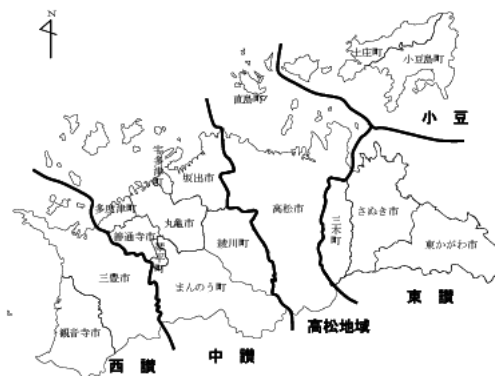 N
土庄町
小豆島町
直島町
小 豆
宇多津町
坂出市
多度津町
丸亀市
高松市
三木町
さぬき市
善通寺市
綾川町
東かがわ市
三豊市
まんのう町
観音寺市
東 讃
高松地域
中 讃
西 讃